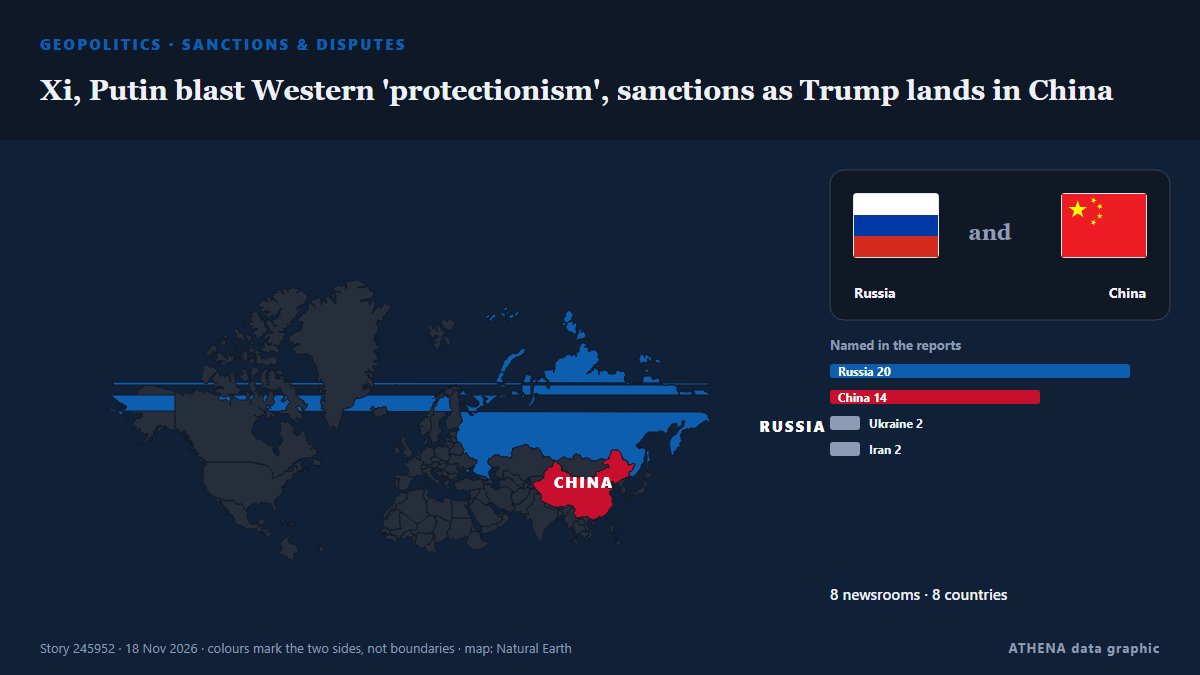 GEOPOLITICS · SANCTIONS & DISPUTES
Xi, Putin blast Western 'protectionism', sanctions as Trump lands in China
and
Russia
China
Named in the reports
Russia 20
China 14
Ukraine 2
Iran 2
RUSSIA
CHINA
8 newsrooms · 8 countries
Story 245952 · 18 Nov 2026 · colours mark the two sides, not boundaries · map: Natural Earth
ATHENA data graphic